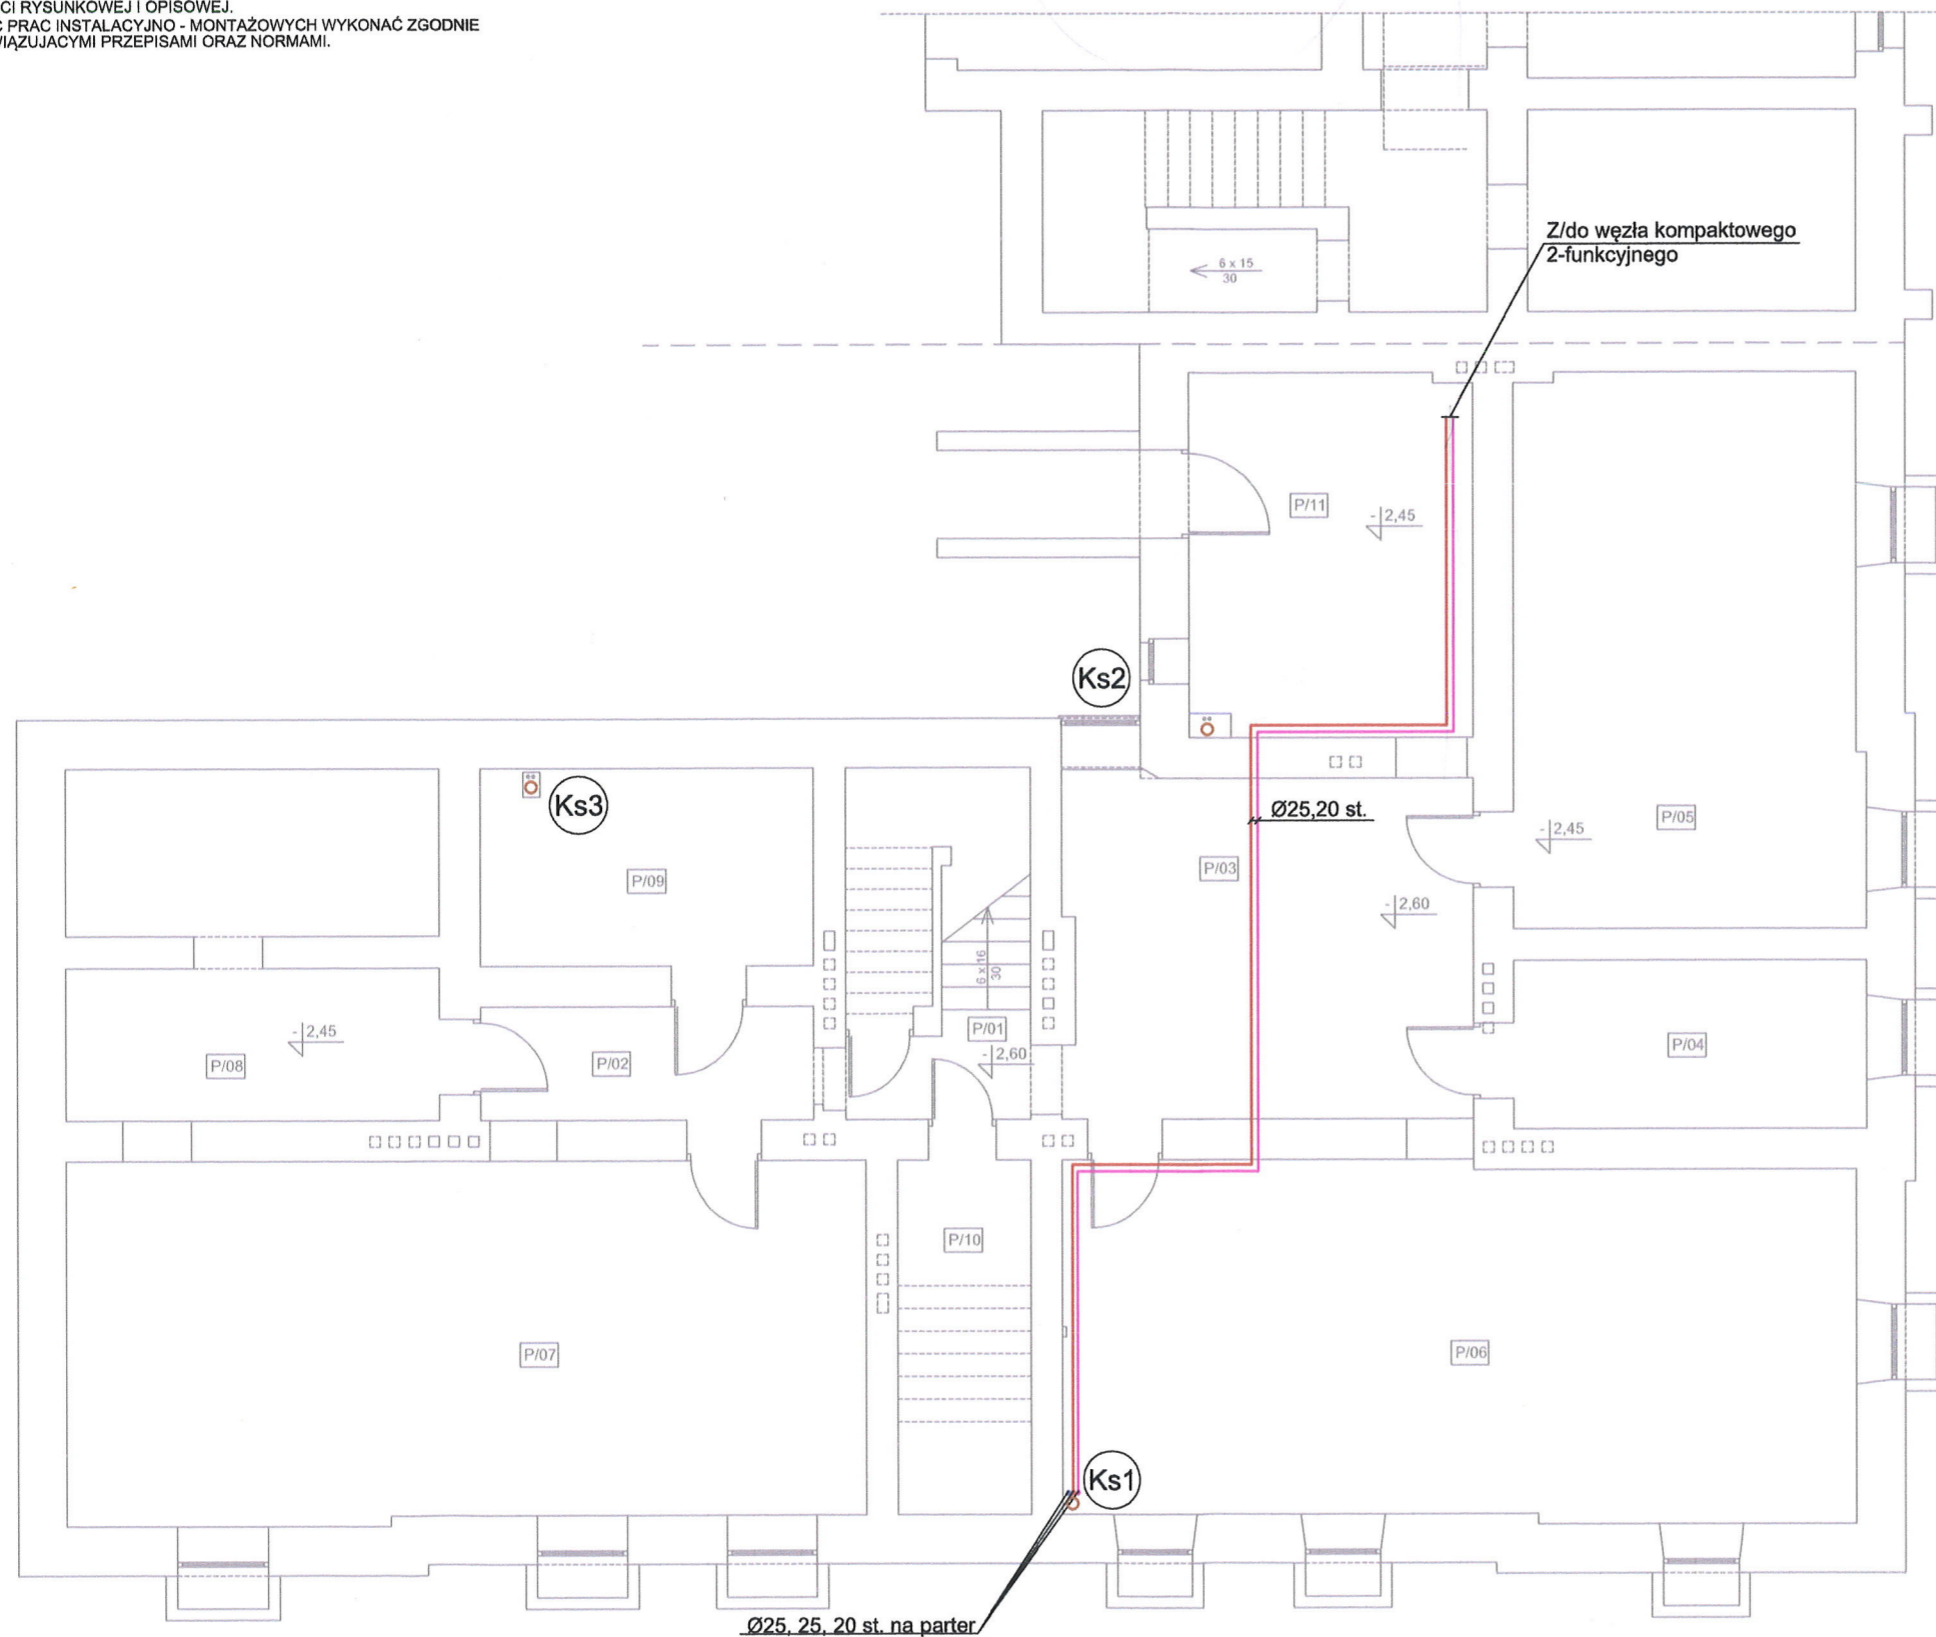 CI RYSUNKOWEJ I OPISOWEJ.
PRAC INSTALACYJNO - MONTAŻOWYCH WYKONAĆ ZGODNIE
WIĄZUJACYMI PRZEPISAMI ORAZ NORMAMI.
Z/do węzła kompaktowego
2-funkcyjnego
6 x 15
30
P/11
- 2,45
Ks2
Ks3
Ø25,20 st.
P/05
- 2,45
P/03
P/09
- 2,60
6 x 16
30
P/01
- 2,45
P/04
- 2,60
P/02
P/08
P/10
P/07
P/06
Ks1
Ø25, 25, 20 st. na parter